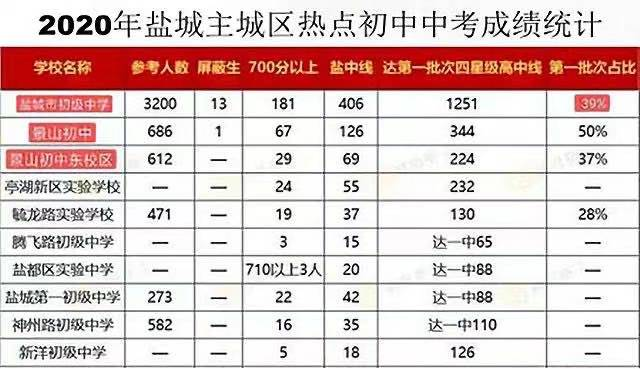 2020年盐城主城区热点初中中考成绩统计
学校名称 参考人数 屏蔽生 700分以上 盐中线 达第一批次四星级高中线 第一批次占比
盐城市初级中学 3200 13 181 406 1251 39%
景山初中 686 1 67 126 344 50%
景山初中东校区 612 — 29 69 224 37%
亭湖新区实验学校 — — 24 55 232 —
毓龙路实验学校 471 — 19 37 130 28%
腾飞路初级中学 — — 3 15 达一中65 —
盐都区实验中学 — — 710以上3人 20 达一中88 —
盐城第一初级中学 273 — 22 42 达一中88 —
神州路初级中学 582 — 16 35 达一中110 —
新洋初级中学 — — 5 18 126 —